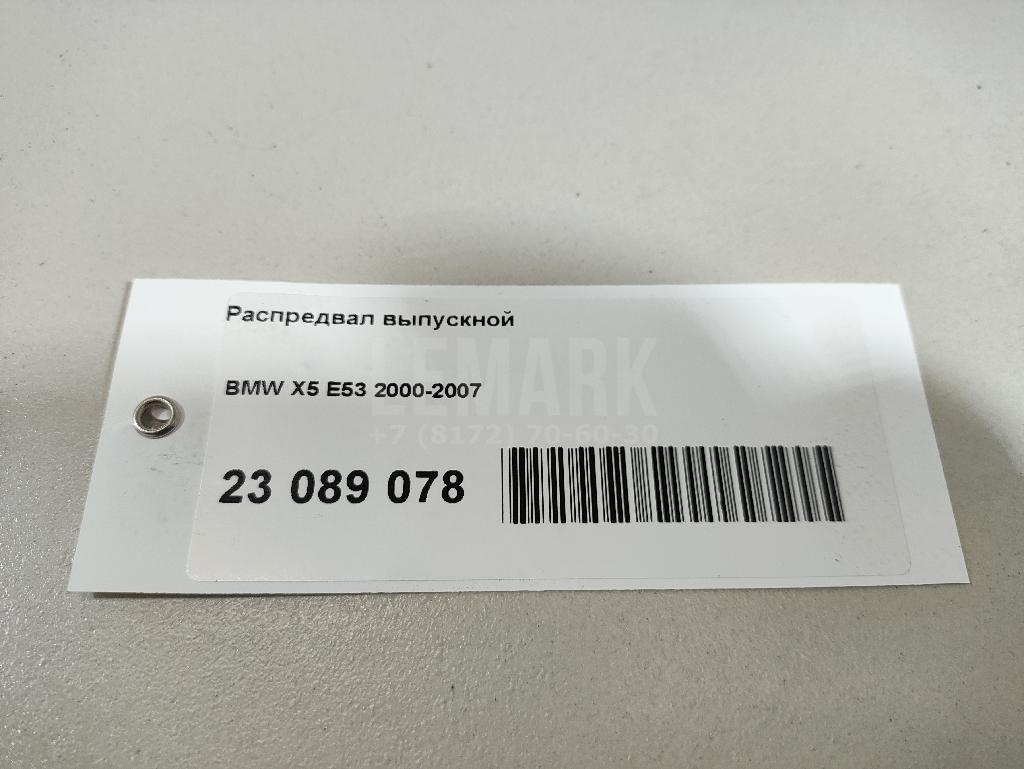 Распредвал выпускной
LEMARK
BMW X5 E53 2000-2007
+7 (8172) 70-60-30
23 089 078